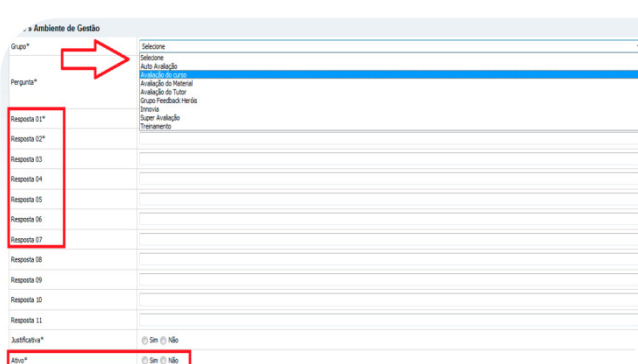 » Ambiente de Gestão
Grupo* Selecione
Selecione
Auto Avaliação
Avaliação do curso
Pergunta* Avaliação do Material
Avaliação do Tutor
Grupo Feedback Heróis
Innovia
Resposta 01* Super Avaliação
Treinamento
Resposta 02*
Resposta 03
Resposta 04
Resposta 05
Resposta 06
Resposta 07
Resposta 08
Resposta 09
Resposta 10
Resposta 11
Justificativa* Sim Não
Ativo* Sim Não